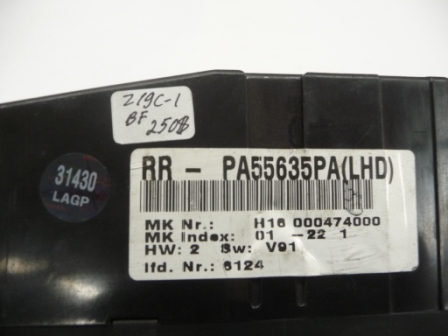 Z19C-1
BF
250$
31430
LAGP
RR - PA55635PA(LHD)
MK Nr.: H16 000474000
MK Index: 01 -22 1
HW: 2 Sw: V91
lfd. Nr.: 6124